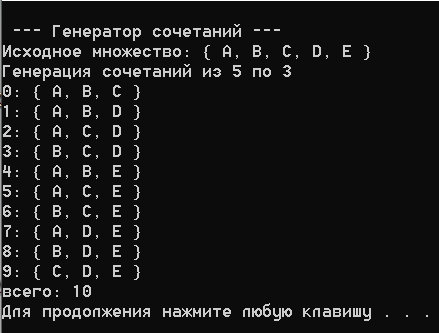 --- Генератор сочетаний ---
Исходное множество: { A, B, C, D, E }
Генерация сочетаний из 5 по 3
0: { A, B, C }
1: { A, B, D }
2: { A, C, D }
3: { B, C, D }
4: { A, B, E }
5: { A, C, E }
6: { B, C, E }
7: { A, D, E }
8: { B, D, E }
9: { C, D, E }
всего: 10
Для продолжения нажмите любую клавишу . . .